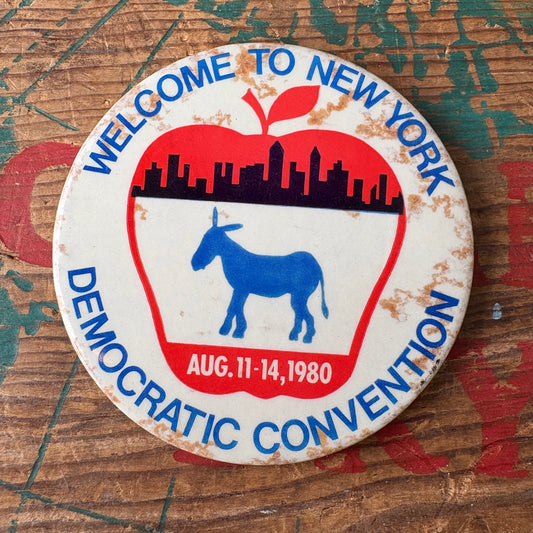 WELCOME TO NEW YORK
AUG. 11-14, 1980
DEMOCRATIC CONVENTION